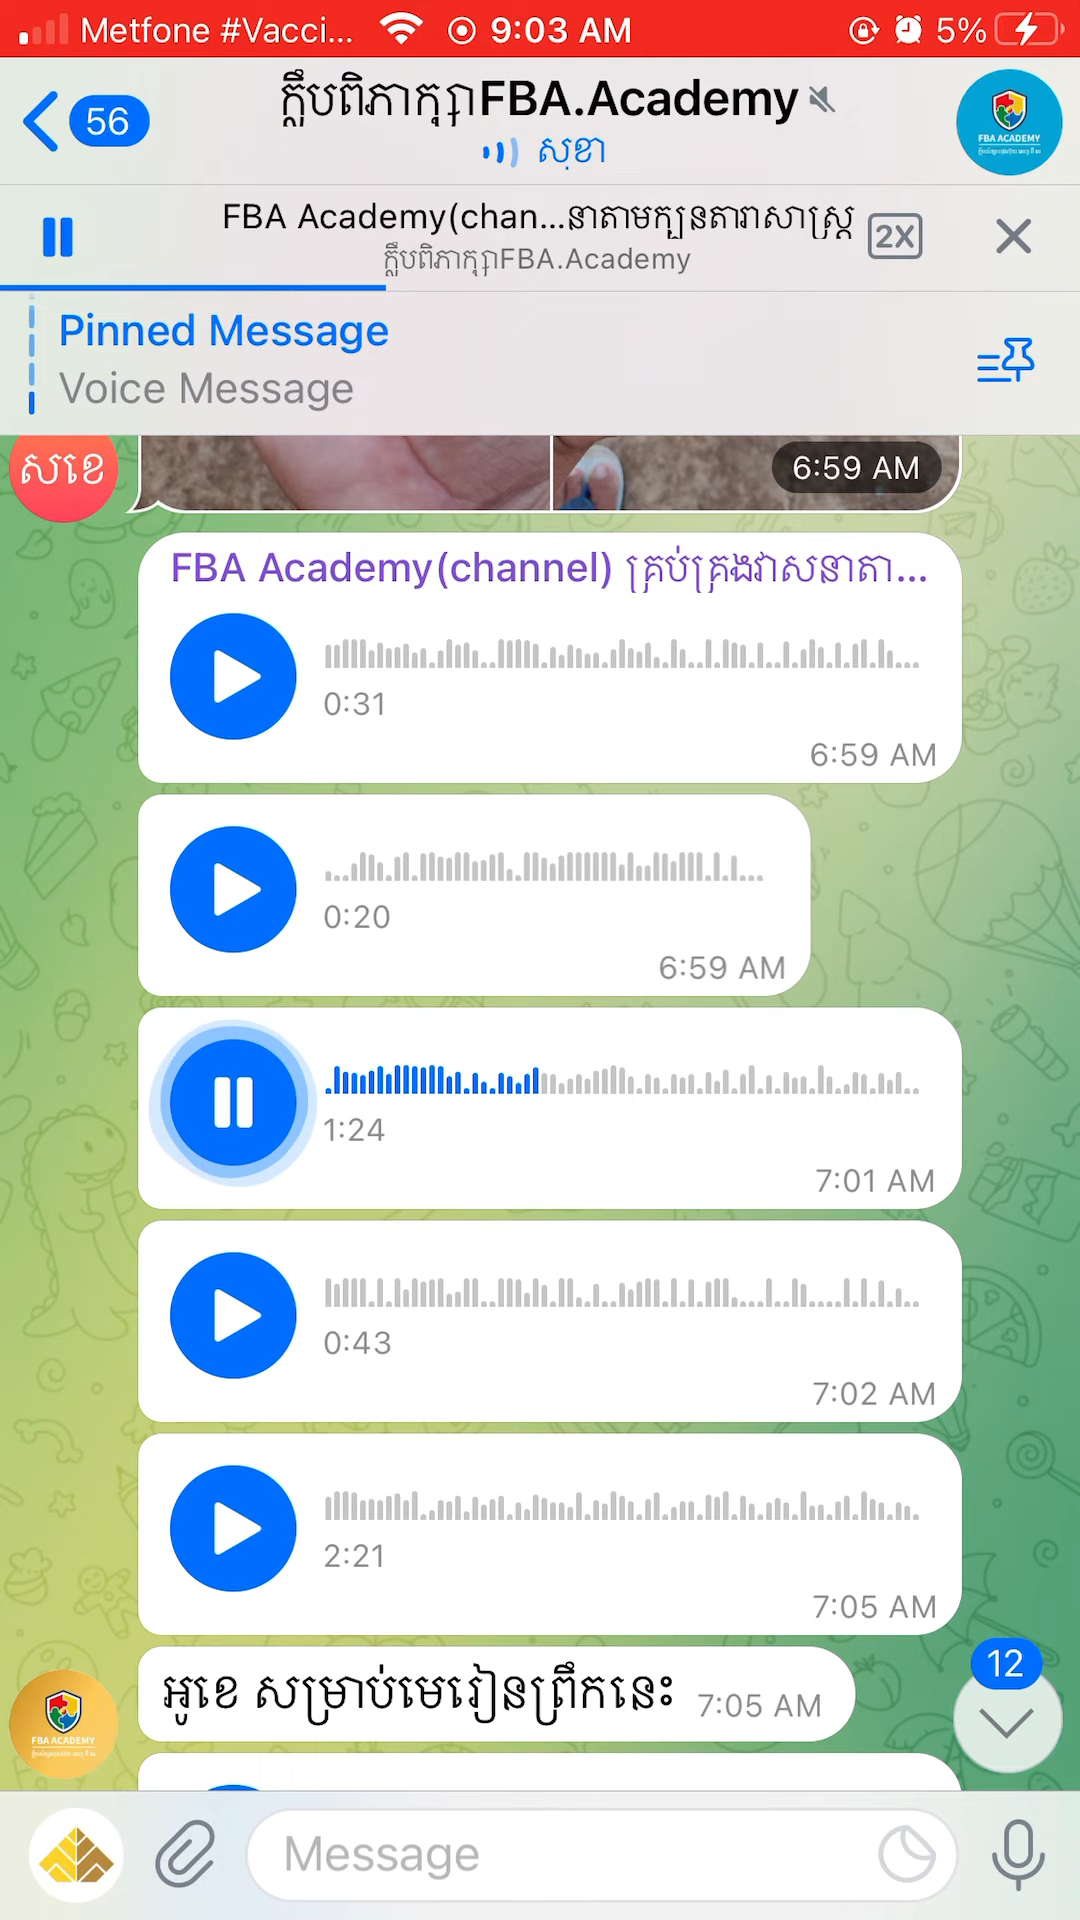 Metfone #Vacci... 9:03 AM 5%
56
ក្លឹបពិភាក្សាFBA.Academy
សុខា
FBA ACADEMY
FBA Academy(chan...នាតាមក្បួនតារាសាស្ត្រ
2X
ក្លឹបពិភាក្សាFBA.Academy
Pinned Message
Voice Message
សខេ
6:59 AM
FBA Academy(channel) គ្រប់គ្រងវាសនាតា...
0:31
6:59 AM
0:20
6:59 AM
1:24
7:01 AM
0:43
7:02 AM
2:21
7:05 AM
12
អូខេ សម្រាប់មេរៀនព្រឹកនេះ 7:05 AM
FBA ACADEMY
Message